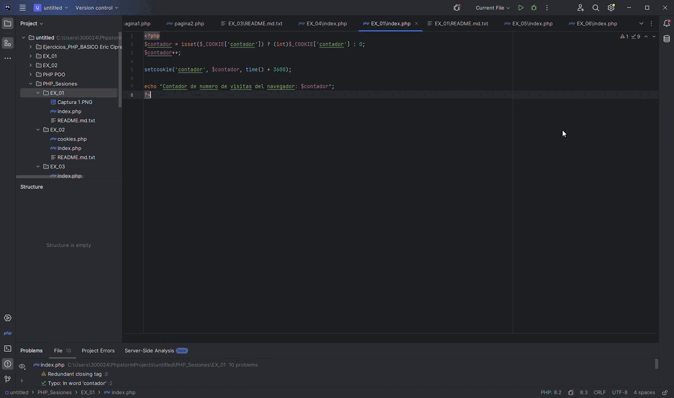 U untitled Version control Current File
Project
untitled
Ejercicios_PHP_BASICO Eric
EX_01
EX_02
PHP POO
PHP_Sesiones
EX_01
Captura 1.PNG
index.php
README.md.txt
EX_02
cookies.php
index.php
README.md.txt
EX_03
index.php
pagina2.php EX_03\README.md.txt EX_04\index.php EX_01\index.php EX_01\README.md.txt EX_05\index.php EX_06\index.php
1 9
<?php
$contador = isset($_COOKIE['contador']) ? (int)$_COOKIE['contador'] : 0;
$contador++;
setcookie('contador', $contador, time() + 3600);
echo "Contador de numero de visitas del navegador: $contador";
?>
Structure
Structure is empty
Problems File 10 Project Errors Server-Side Analysis
index.php C:\Users\300024\PhpstormProjects\untitled\PHP_Sesiones\EX_01 10 problems
Redundant closing tag :8
Typo: In word 'contador' :2
untitled > PHP_Sesiones > EX_01 > index.php PHP: 8.2 8:3 CRLF UTF-8 4 spaces